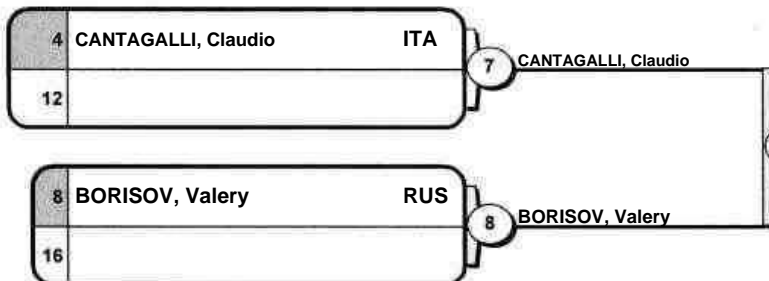 4 CANTAGALLI, Claudio ITA
7 CANTAGALLI, Claudio
12
8 BORISOV, Valery RUS
8 BORISOV, Valery
16